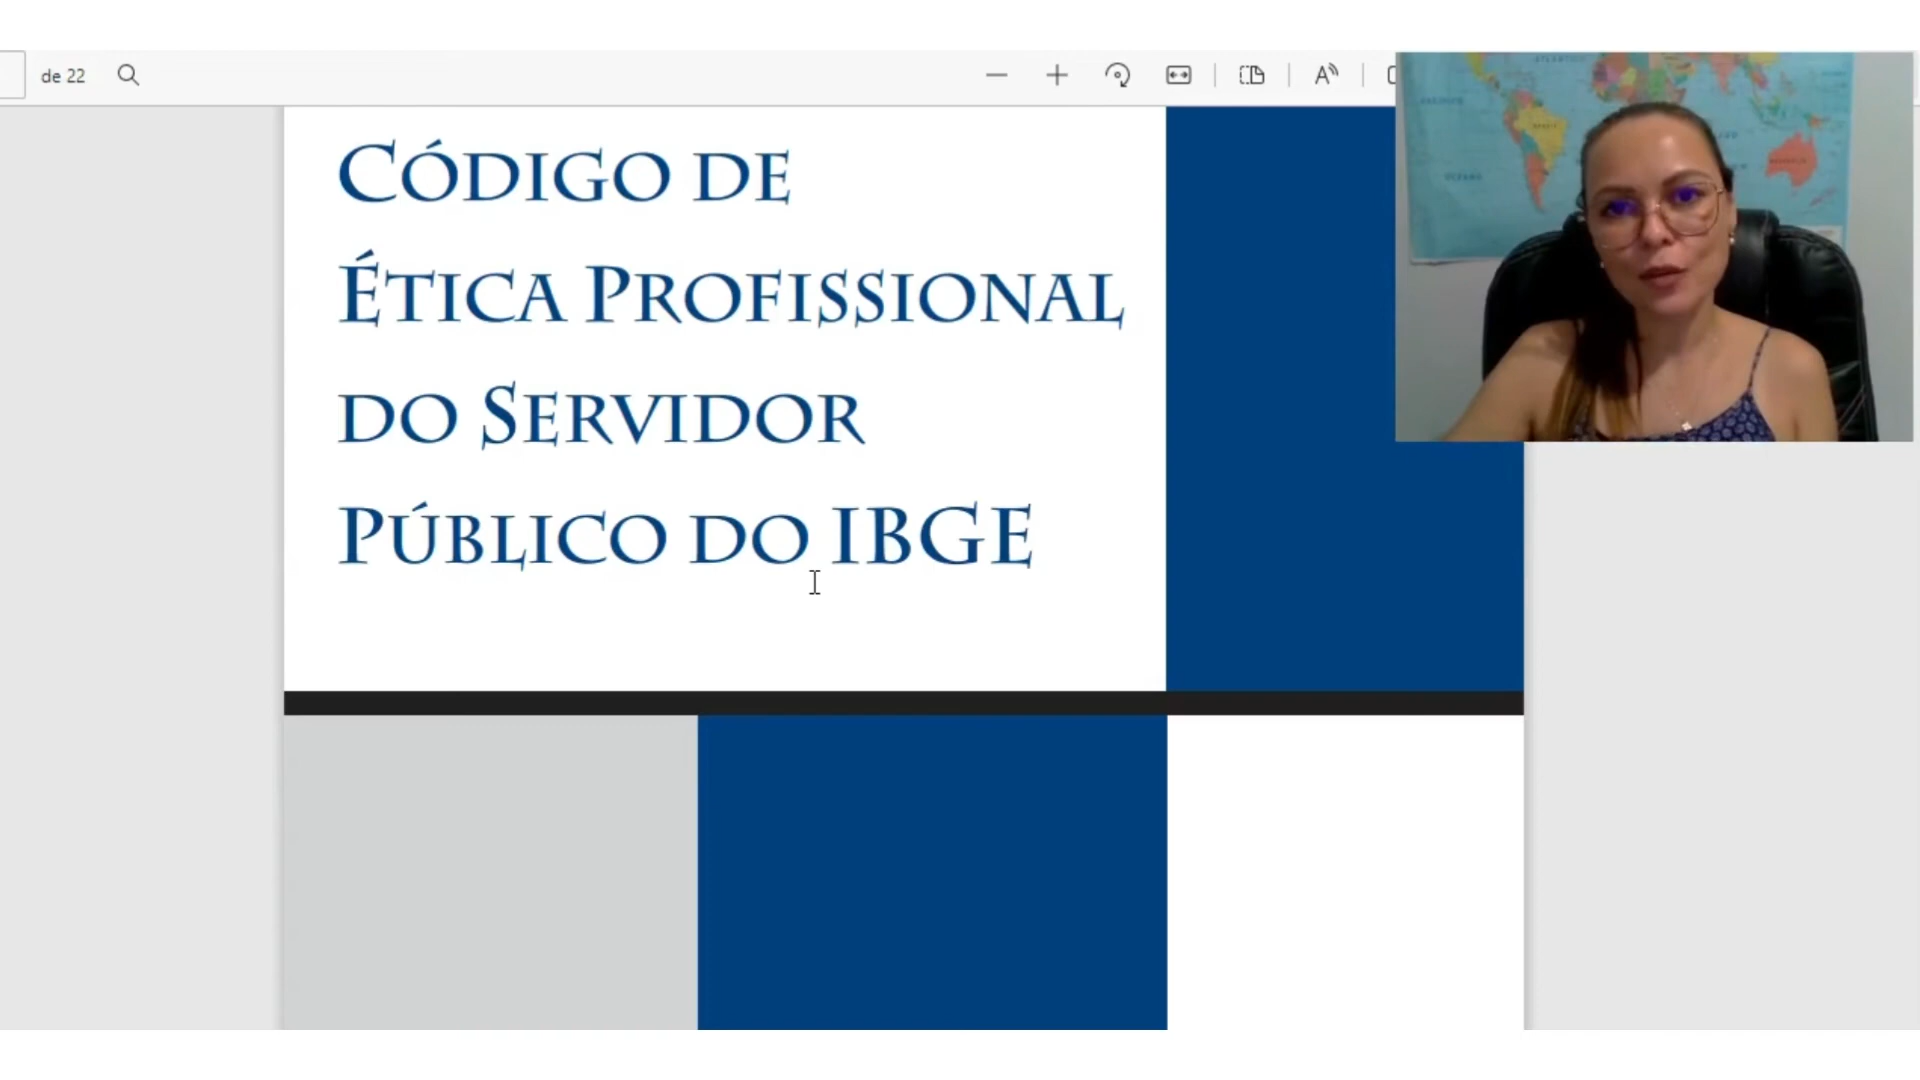 de 22
CÓDIGO DE
ÉTICA PROFISSIONAL
DO SERVIDOR
PÚBLICO DO IBGE